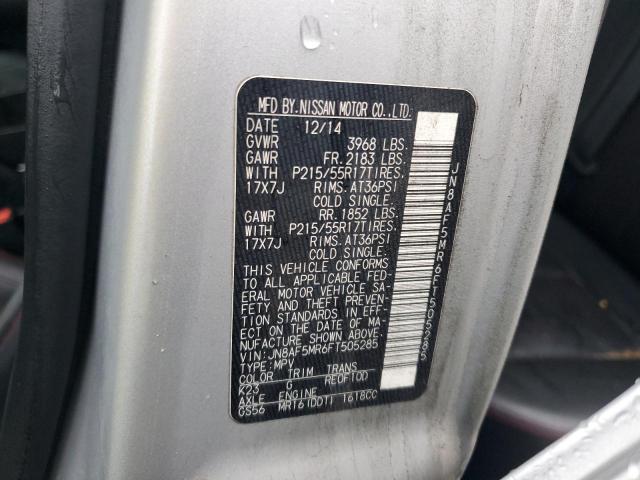 MFD BY.NISSAN MOTOR CO.,LTD.
DATE 12/14
GVWR 3968 LBS.
GAWR FR.2183 LBS.
WITH P215/55R17TIRES.
17X7J RIMS.AT36PSI
COLD SINGLE.
GAWR RR.1852 LBS.
WITH P215/55R17TIRES.
17X7J RIMS.AT36PSI
COLD SINGLE.
THIS VEHICLE CONFORMS
TO ALL APPLICABLE FED-
ERAL MOTOR VEHICLE SA-
FETY AND THEFT PREVEN-
TION STANDARDS IN EFF-
ECT ON THE DATE OF MA-
NUFACTURE SHOWN ABOVE.
VIN:JN8AF5MR6FT505285
TYPE:MPV
COLOR TRIM TRANS
K23 G RE0F10D
AXLE ENGINE
GS56 MR16(DDT) 1618CC
JN8AF5MR6FT505285